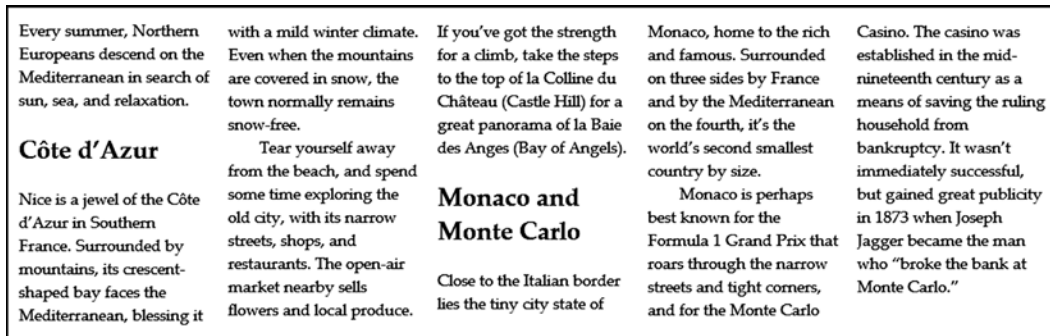 Every summer, Northern
Europeans descend on the
Mediterranean in search of
sun, sea, and relaxation.
Côte d’Azur
Nice is a jewel of the Côte
d’Azur in Southern
France. Surrounded by
mountains, its crescent-
shaped bay faces the
Mediterranean, blessing it
with a mild winter climate.
Even when the mountains
are covered in snow, the
town normally remains
snow-free.
Tear yourself away
from the beach, and spend
some time exploring the
old city, with its narrow
streets, shops, and
restaurants. The open-air
market nearby sells
flowers and local produce.
If you’ve got the strength
for a climb, take the steps
to the top of la Colline du
Château (Castle Hill) for a
great panorama of la Baie
des Anges (Bay of Angels).
Monaco and
Monte Carlo
Close to the Italian border
lies the tiny city state of
Monaco, home to the rich
and famous. Surrounded
on three sides by France
and by the Mediterranean
on the fourth, it’s the
world’s second smallest
country by size.
Monaco is perhaps
best known for the
Formula 1 Grand Prix that
roars through the narrow
streets and tight corners,
and for the Monte Carlo
Casino. The casino was
established in the mid-
nineteenth century as a
means of saving the ruling
household from
bankruptcy. It wasn’t
immediately successful,
but gained great publicity
in 1873 when Joseph
Jagger became the man
who “broke the bank at
Monte Carlo.”